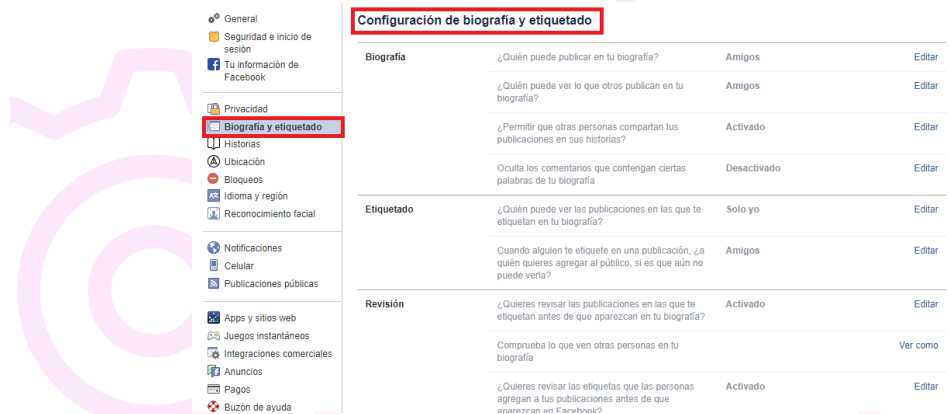 General
Seguridad e inicio de
sesión
Tu información de
Facebook
Privacidad
Biografía y etiquetado
Historias
Ubicación
Bloqueos
Idioma y región
Reconocimiento facial
Notificaciones
Celular
Publicaciones públicas
Apps y sitios web
Juegos instantáneos
Integraciones comerciales
Anuncios
Pagos
Buzón de ayuda
Configuración de biografía y etiquetado
Biografía
¿Quién puede publicar en tu biografía? Amigos Editar
¿Quién puede ver lo que otros publican en tu Amigos Editar
biografía?
¿Permitir que otras personas compartan tus Activado Editar
publicaciones en sus historias?
Oculta los comentarios que contengan ciertas Desactivado Editar
palabras de tu biografía
Etiquetado
¿Quién puede ver las publicaciones en las que te Solo yo Editar
etiquetan en tu biografía?
Cuando alguien te etiquete en una publicación, ¿a Amigos Editar
quién quieres agregar al público, si es que aún no
puede verla?
Revisión
¿Quieres revisar las publicaciones en las que te Activado Editar
etiquetan antes de que aparezcan en tu biografía?
Comprueba lo que ven otras personas en tu Ver como
biografía
¿Quieres revisar las etiquetas que las personas Activado Editar
agregan a tus publicaciones antes de que
aparezcan en Facebook?